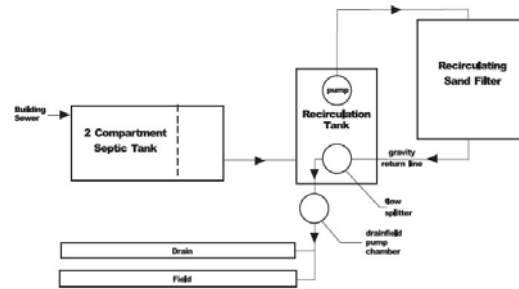 Recirculating
Sand Filter
pump
Recirculation
Tank
Building
Sewer
2 Compartment
Septic Tank
gravity
return line
flow
splitter
drainfield
pump
chamber
Drain
Field